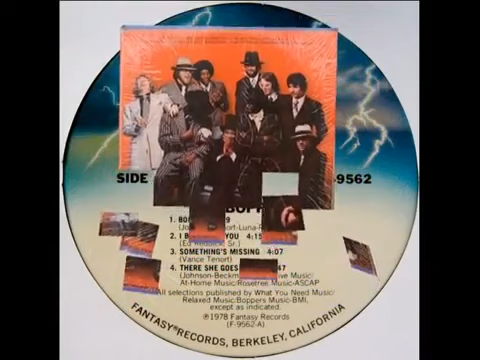 SIDE
-9562
BOPP
1. BO 9
(Jo ort-Luna-
2. I B YOU 4:15
(Ed Sr.)
3. SOMETHING'S MISSING 4:07
(Vance Tenort)
4. THERE SHE GOES 47
(Johnson-Beckm ive Music/
At-Home Music/Rosetree Music-ASCAP
All selections published by What You Need Music/
Relaxed Music/Boppers Music-BMI,
except as indicated.
℗1978 Fantasy Records
(F-9562-A)
FANTASY® RECORDS, BERKELEY, CALIFORNIA